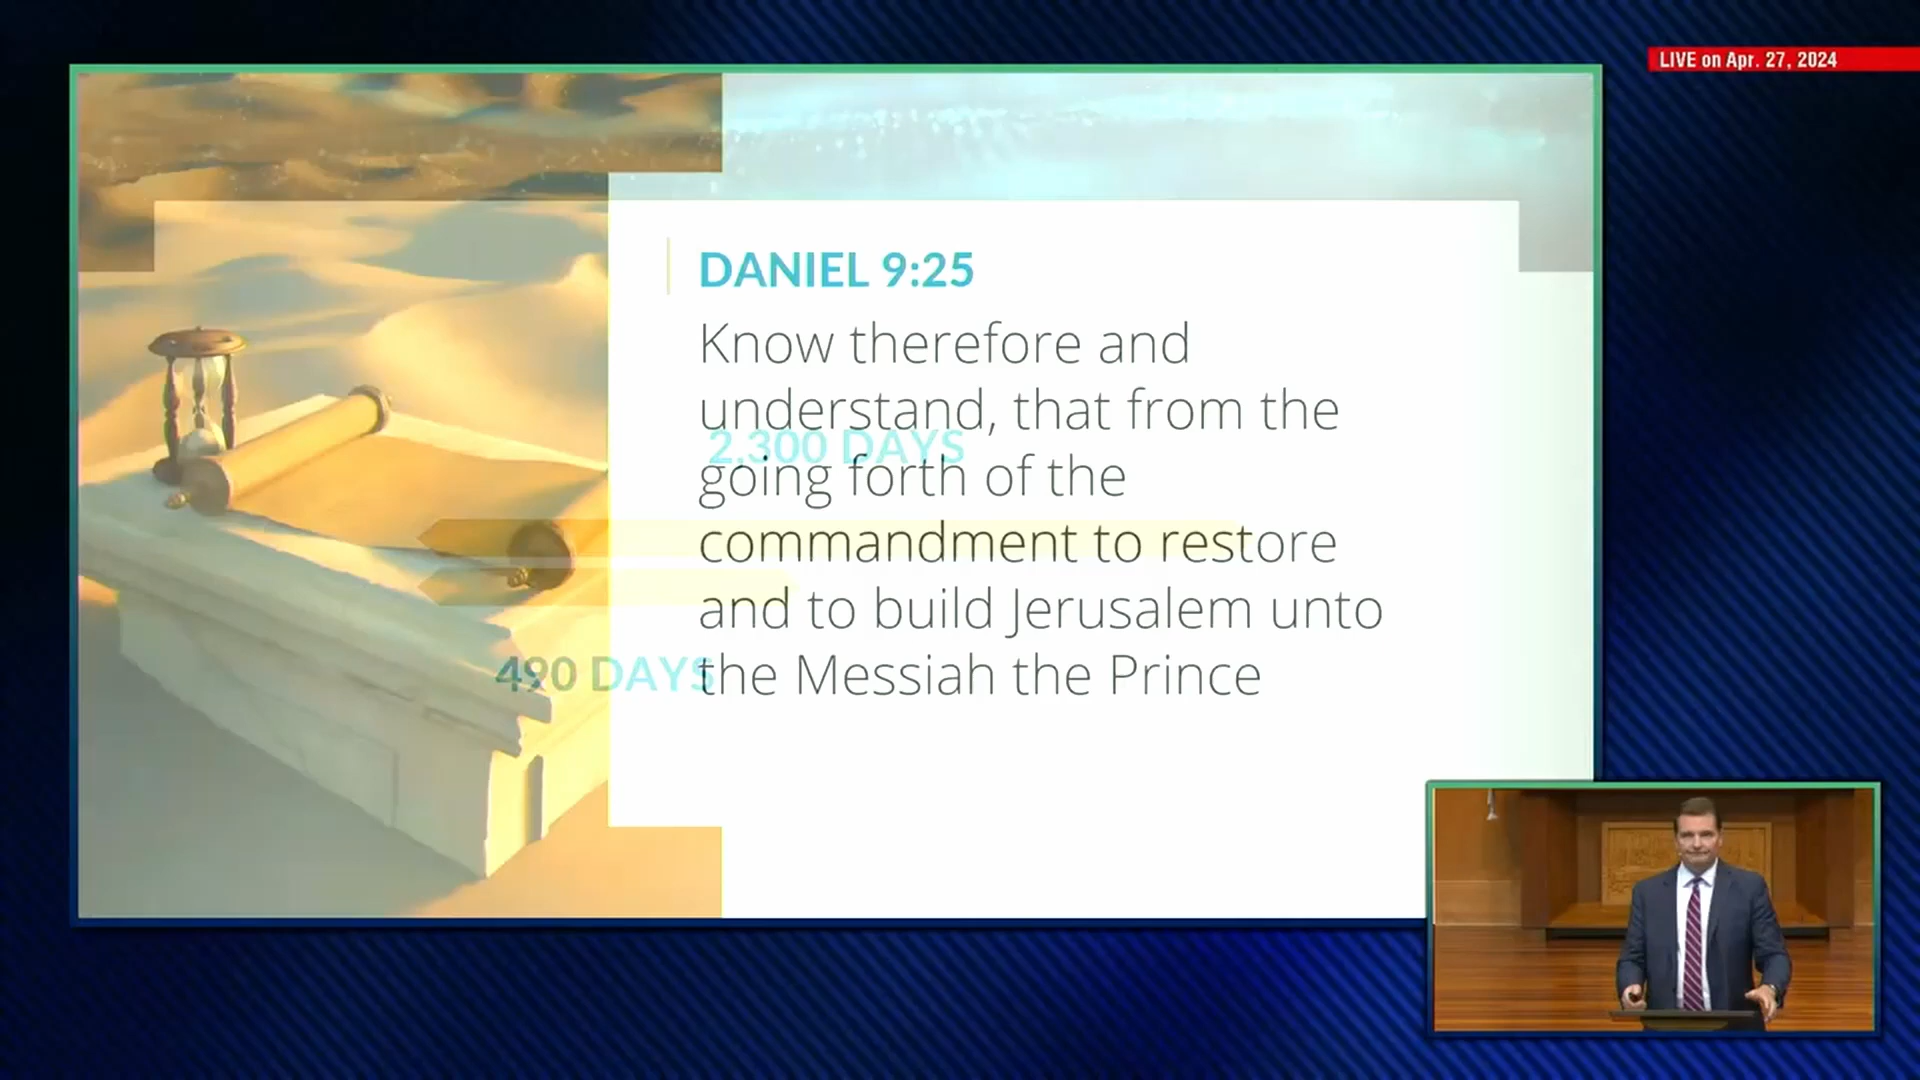 LIVE on Apr. 27, 2024
DANIEL 9:25
Know therefore and
understand, that from the
2,300 DAYS
going forth of the
commandment to restore
and to build Jerusalem unto
490 DAYS
the Messiah the Prince